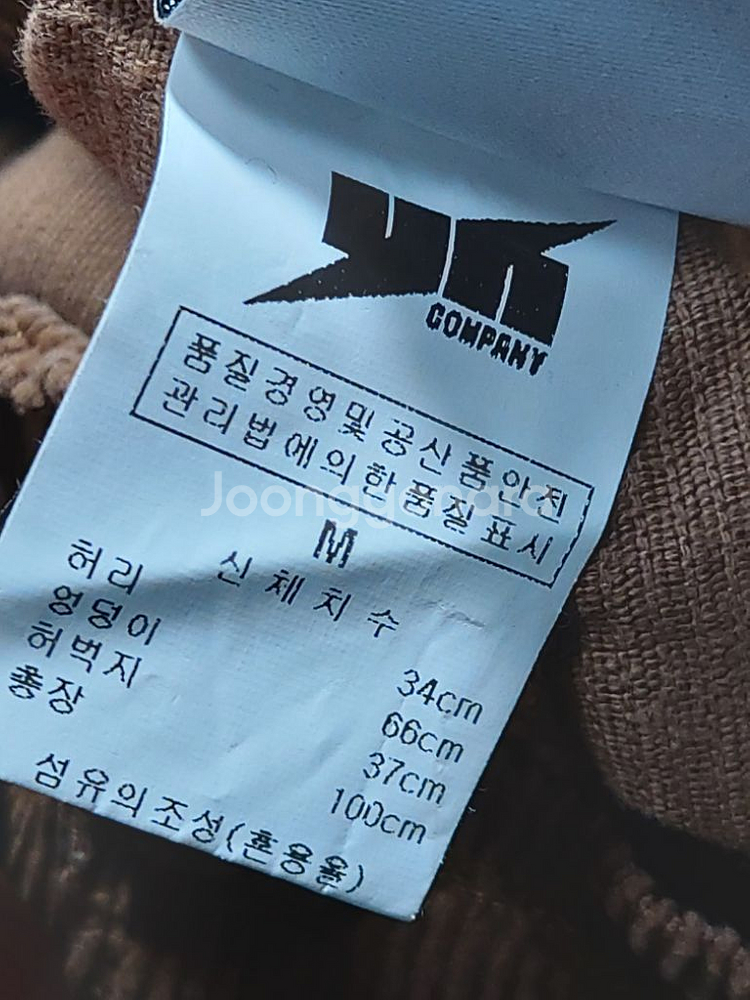 yn
COMPANY
품질경영및공산품안전
관리법에의한품질표시
Joonggonara
M
신체치수
허리 34cm
엉덩이 66cm
허벅지 37cm
총장 100cm
섬유의조성(혼용율)